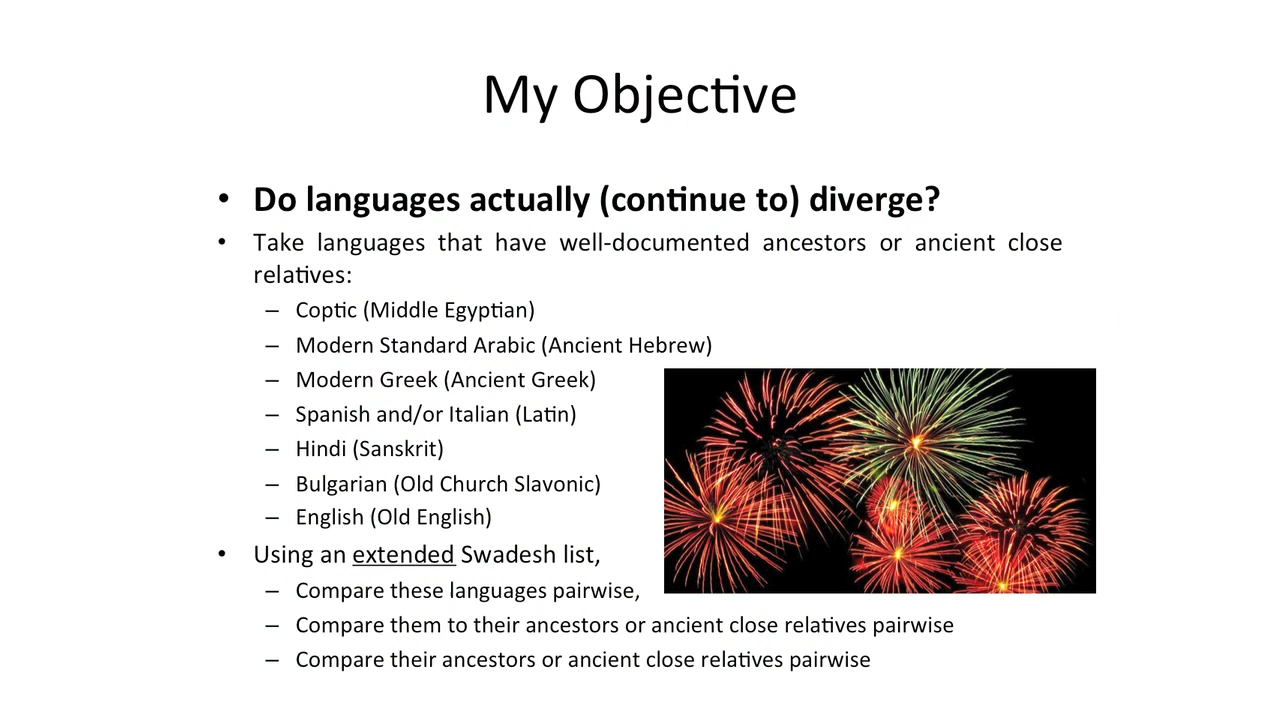 My Objective
• Do languages actually (continue to) diverge?
• Take languages that have well-documented ancestors or ancient close
relatives:
– Coptic (Middle Egyptian)
– Modern Standard Arabic (Ancient Hebrew)
– Modern Greek (Ancient Greek)
– Spanish and/or Italian (Latin)
– Hindi (Sanskrit)
– Bulgarian (Old Church Slavonic)
– English (Old English)
• Using an extended Swadesh list,
– Compare these languages pairwise,
– Compare them to their ancestors or ancient close relatives pairwise
– Compare their ancestors or ancient close relatives pairwise